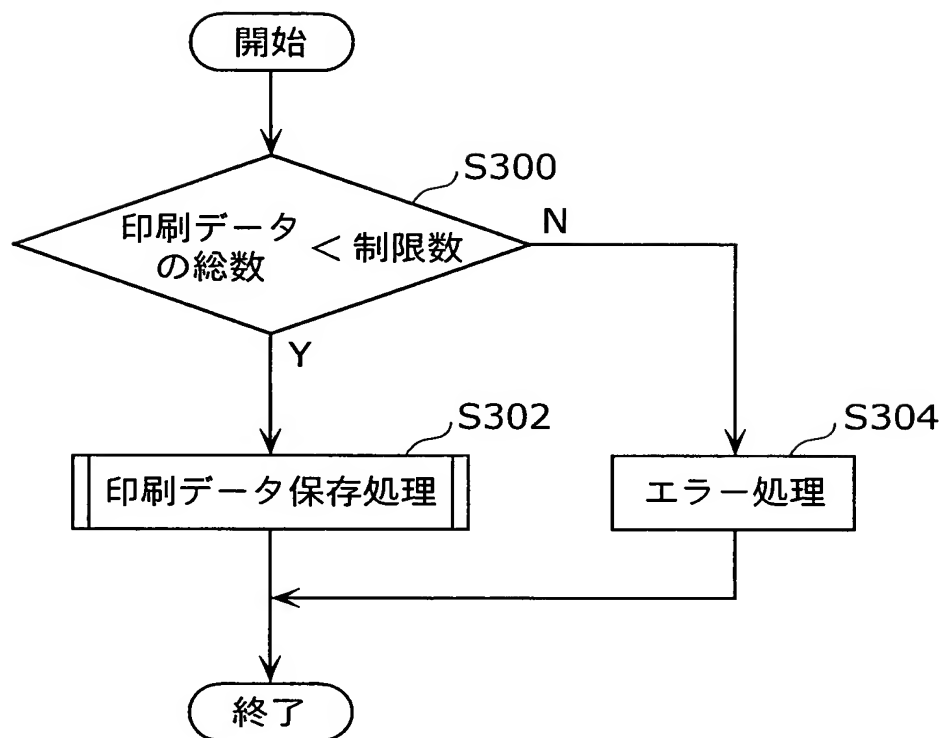 開始
S300
印刷データ
の総数
< 制限数
N
Y
S302
印刷データ保存処理
S304
エラー処理
終了